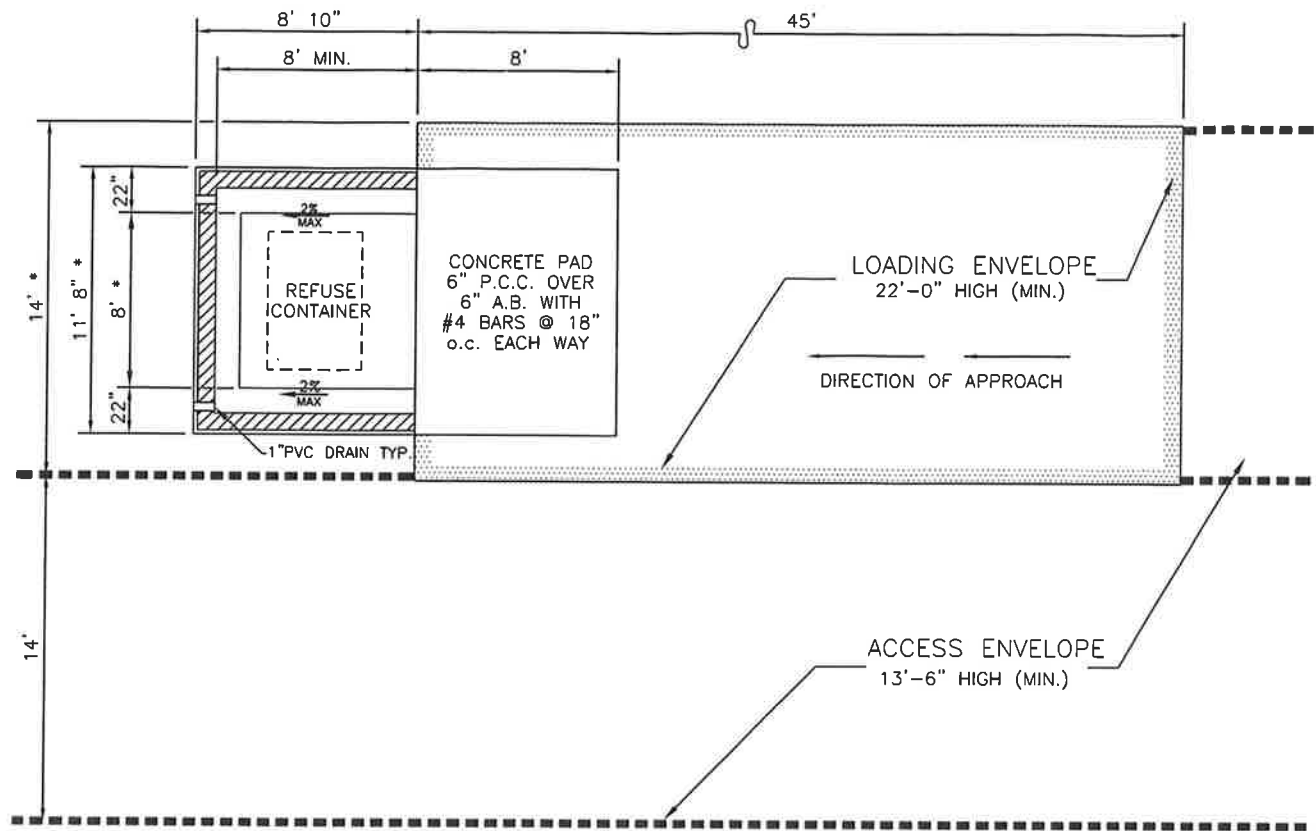 8' 10"
45'
8' MIN.
8'
14' *
11' 8" *
22"
8' *
22"
2%
MAX
REFUSE
CONTAINER
2%
MAX
1"PVC DRAIN TYP.
CONCRETE PAD
6" P.C.C. OVER
6" A.B. WITH
#4 BARS @ 18"
o.c. EACH WAY
LOADING ENVELOPE
22'-0" HIGH (MIN.)
DIRECTION OF APPROACH
14'
ACCESS ENVELOPE
13'-6" HIGH (MIN.)